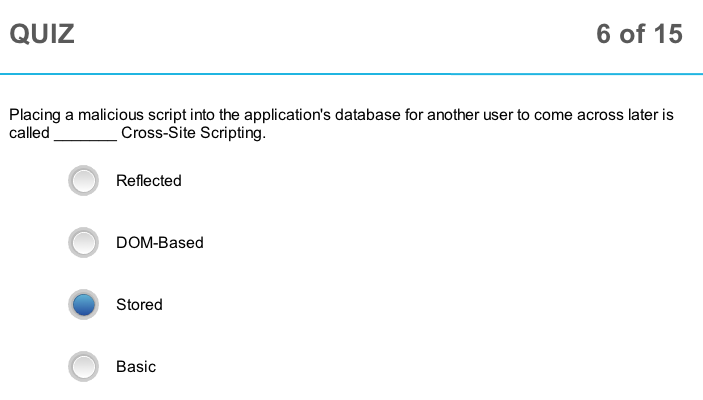 QUIZ
6 of 15
Placing a malicious script into the application's database for another user to come across later is
called _______ Cross-Site Scripting.
Reflected
DOM-Based
Stored
Basic